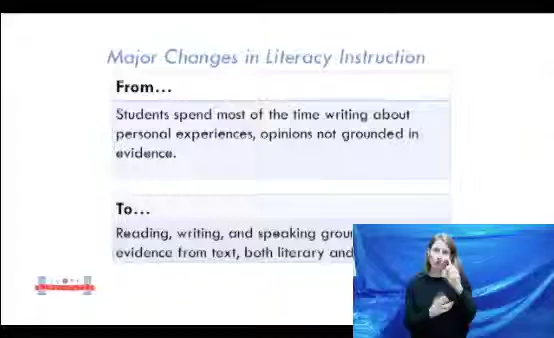 Major Changes in Literacy Instruction
From...
Students spend most of the time writing about
personal experiences, opinions not grounded in
evidence.
To...
Reading, writing, and speaking
evidence from text, both literary and